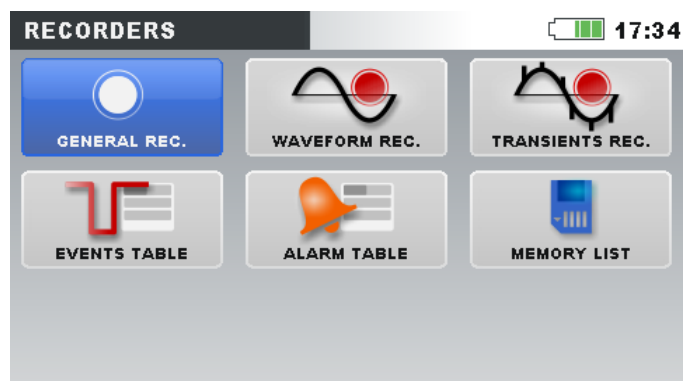 RECORDERS 17:34
GENERAL REC. WAVEFORM REC. TRANSIENTS REC.
EVENTS TABLE ALARM TABLE MEMORY LIST